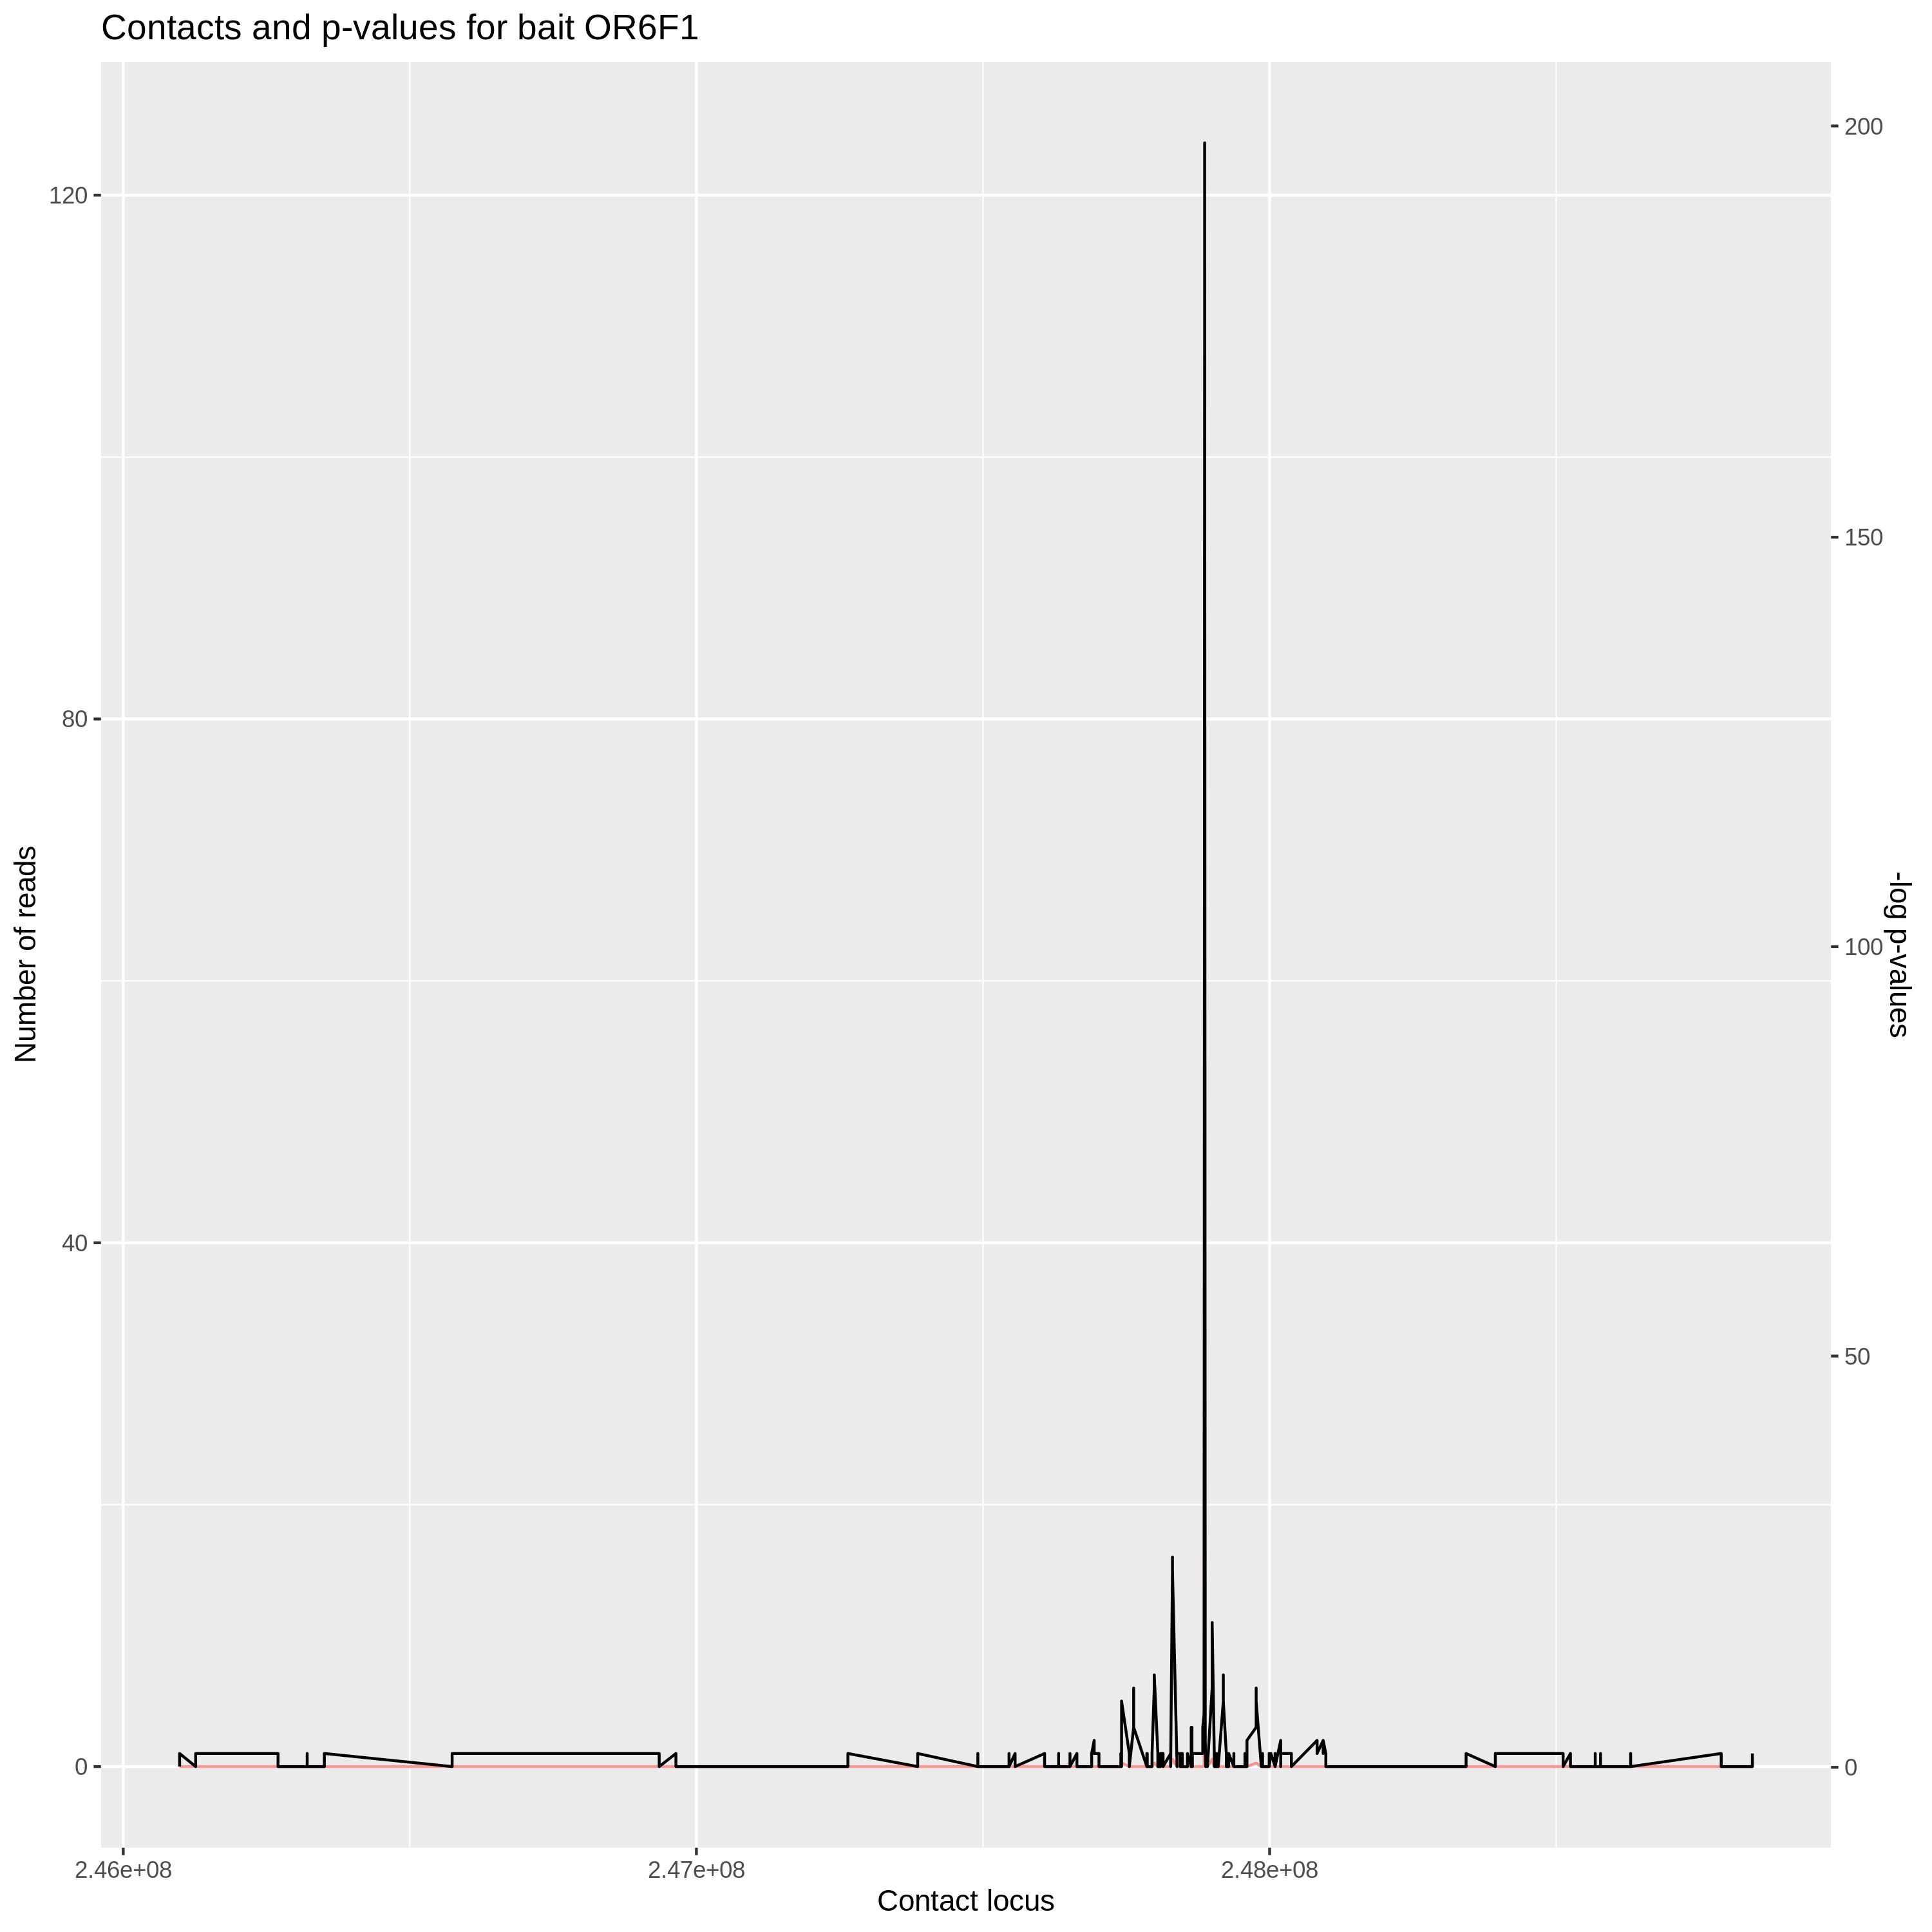 Contacts and p-values for bait OR6F1
200
120
150
80
Number of reads
-log p-values
100
40
50
0
0
2.46e+08
2.47e+08
2.48e+08
Contact locus